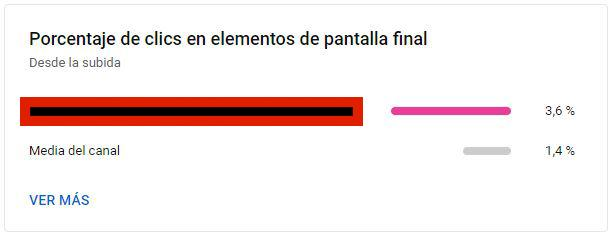 Porcentaje de clics en elementos de pantalla final
Desde la subida
3,6 %
Media del canal 1,4 %
VER MÁS